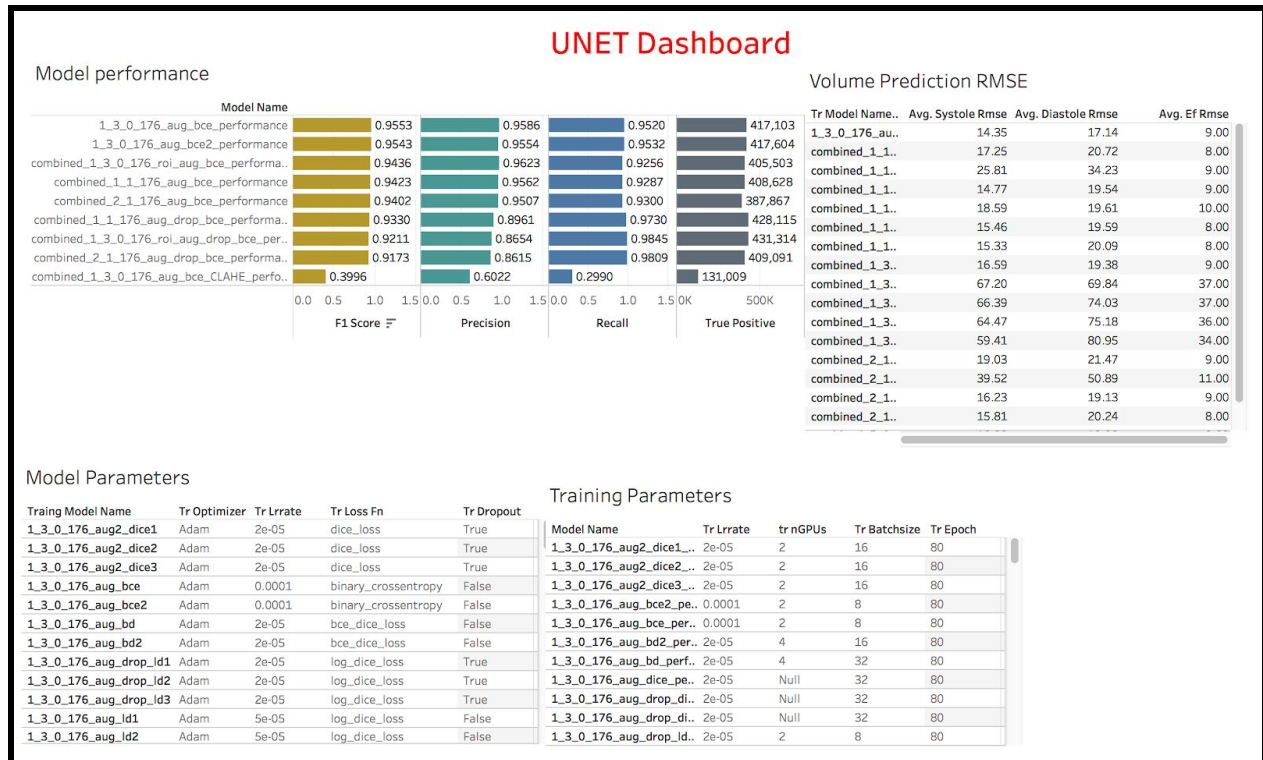 UNET Dashboard
Model performance
Model Name
1_3_0_176_aug_bce_performance 0.9553 0.9586 0.9520 417,103
1_3_0_176_aug_bce2_performance 0.9543 0.9554 0.9532 417,604
combined_1_3_0_176_roi_aug_bce_performa.. 0.9436 0.9623 0.9256 405,503
combined_1_1_176_aug_bce_performance 0.9423 0.9562 0.9287 408,628
combined_2_1_176_aug_bce_performance 0.9402 0.9507 0.9300 387,867
combined_1_1_176_aug_drop_bce_performa.. 0.9330 0.8961 0.9730 428,115
combined_1_3_0_176_roi_aug_drop_bce_per.. 0.9211 0.8654 0.9845 431,314
combined_2_1_176_aug_drop_bce_performa.. 0.9173 0.8615 0.9809 409,091
combined_1_3_0_176_aug_bce_CLAHE_perfo.. 0.3996 0.6022 0.2990 131,009
0.0 0.5 1.0 1.5 0.0 0.5 1.0 1.5 0.0 0.5 1.0 1.5 0K 500K
F1 Score Precision Recall True Positive
Volume Prediction RMSE
Tr Model Name.. Avg. Systole Rmse Avg. Diastole Rmse Avg. Ef Rmse
1_3_0_176_au.. 14.35 17.14 9.00
combined_1_1.. 17.25 20.72 8.00
combined_1_1.. 25.81 34.23 9.00
combined_1_1.. 14.77 19.54 9.00
combined_1_1.. 18.59 19.61 10.00
combined_1_1.. 15.46 19.59 8.00
combined_1_1.. 15.33 20.09 8.00
combined_1_3.. 16.59 19.38 9.00
combined_1_3.. 67.20 69.84 37.00
combined_1_3.. 66.39 74.03 37.00
combined_1_3.. 64.47 75.18 36.00
combined_1_3.. 59.41 80.95 34.00
combined_2_1.. 19.03 21.47 9.00
combined_2_1.. 39.52 50.89 11.00
combined_2_1.. 16.23 19.13 9.00
combined_2_1.. 15.81 20.24 8.00
Model Parameters
Traing Model Name Tr Optimizer Tr Lrrate Tr Loss Fn Tr Dropout
1_3_0_176_aug2_dice1 Adam 2e-05 dice_loss True
1_3_0_176_aug2_dice2 Adam 2e-05 dice_loss True
1_3_0_176_aug2_dice3 Adam 2e-05 dice_loss True
1_3_0_176_aug_bce Adam 0.0001 binary_crossentropy False
1_3_0_176_aug_bce2 Adam 0.0001 binary_crossentropy False
1_3_0_176_aug_bd Adam 2e-05 bce_dice_loss False
1_3_0_176_aug_bd2 Adam 2e-05 bce_dice_loss False
1_3_0_176_aug_drop_ld1 Adam 2e-05 log_dice_loss True
1_3_0_176_aug_drop_ld2 Adam 2e-05 log_dice_loss True
1_3_0_176_aug_drop_ld3 Adam 2e-05 log_dice_loss True
1_3_0_176_aug_ld1 Adam 5e-05 log_dice_loss False
1_3_0_176_aug_ld2 Adam 5e-05 log_dice_loss False
Training Parameters
Model Name Tr Lrrate tr nGPUs Tr Batchsize Tr Epoch
1_3_0_176_aug2_dice1_.. 2e-05 2 16 80
1_3_0_176_aug2_dice2_.. 2e-05 2 16 80
1_3_0_176_aug2_dice3_.. 2e-05 2 16 80
1_3_0_176_aug_bce2_pe.. 0.0001 2 8 80
1_3_0_176_aug_bce_per.. 0.0001 2 8 80
1_3_0_176_aug_bd2_per.. 2e-05 4 16 80
1_3_0_176_aug_bd_perf.. 2e-05 4 32 80
1_3_0_176_aug_dice_pe.. 2e-05 Null 32 80
1_3_0_176_aug_drop_di.. 2e-05 Null 32 80
1_3_0_176_aug_drop_di.. 2e-05 Null 32 80
1_3_0_176_aug_drop_ld.. 2e-05 2 8 80